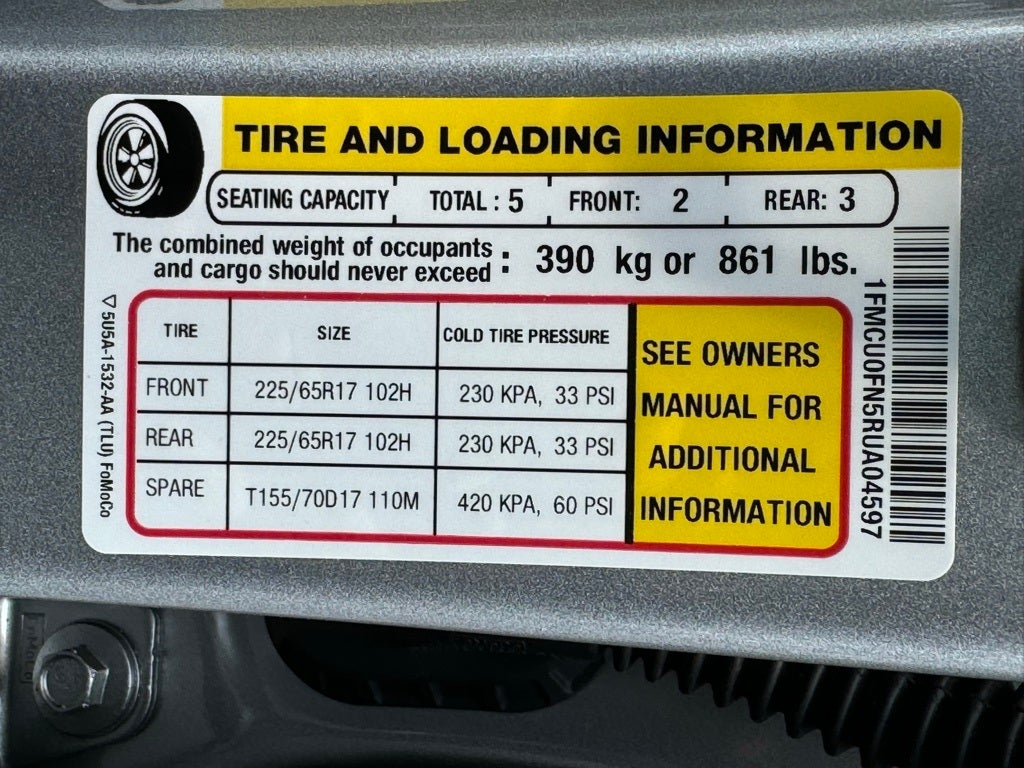 TIRE AND LOADING INFORMATION
SEATING CAPACITY TOTAL : 5 FRONT: 2 REAR: 3
The combined weight of occupants
and cargo should never exceed : 390 kg or 861 lbs.
TIRE SIZE COLD TIRE PRESSURE
FRONT 225/65R17 102H 230 KPA, 33 PSI
REAR 225/65R17 102H 230 KPA, 33 PSI
SPARE T155/70D17 110M 420 KPA, 60 PSI
SEE OWNERS
MANUAL FOR
ADDITIONAL
INFORMATION
5U5A-1532-AA (TLU) FoMoCo
1FMCU0FN5RUA04597